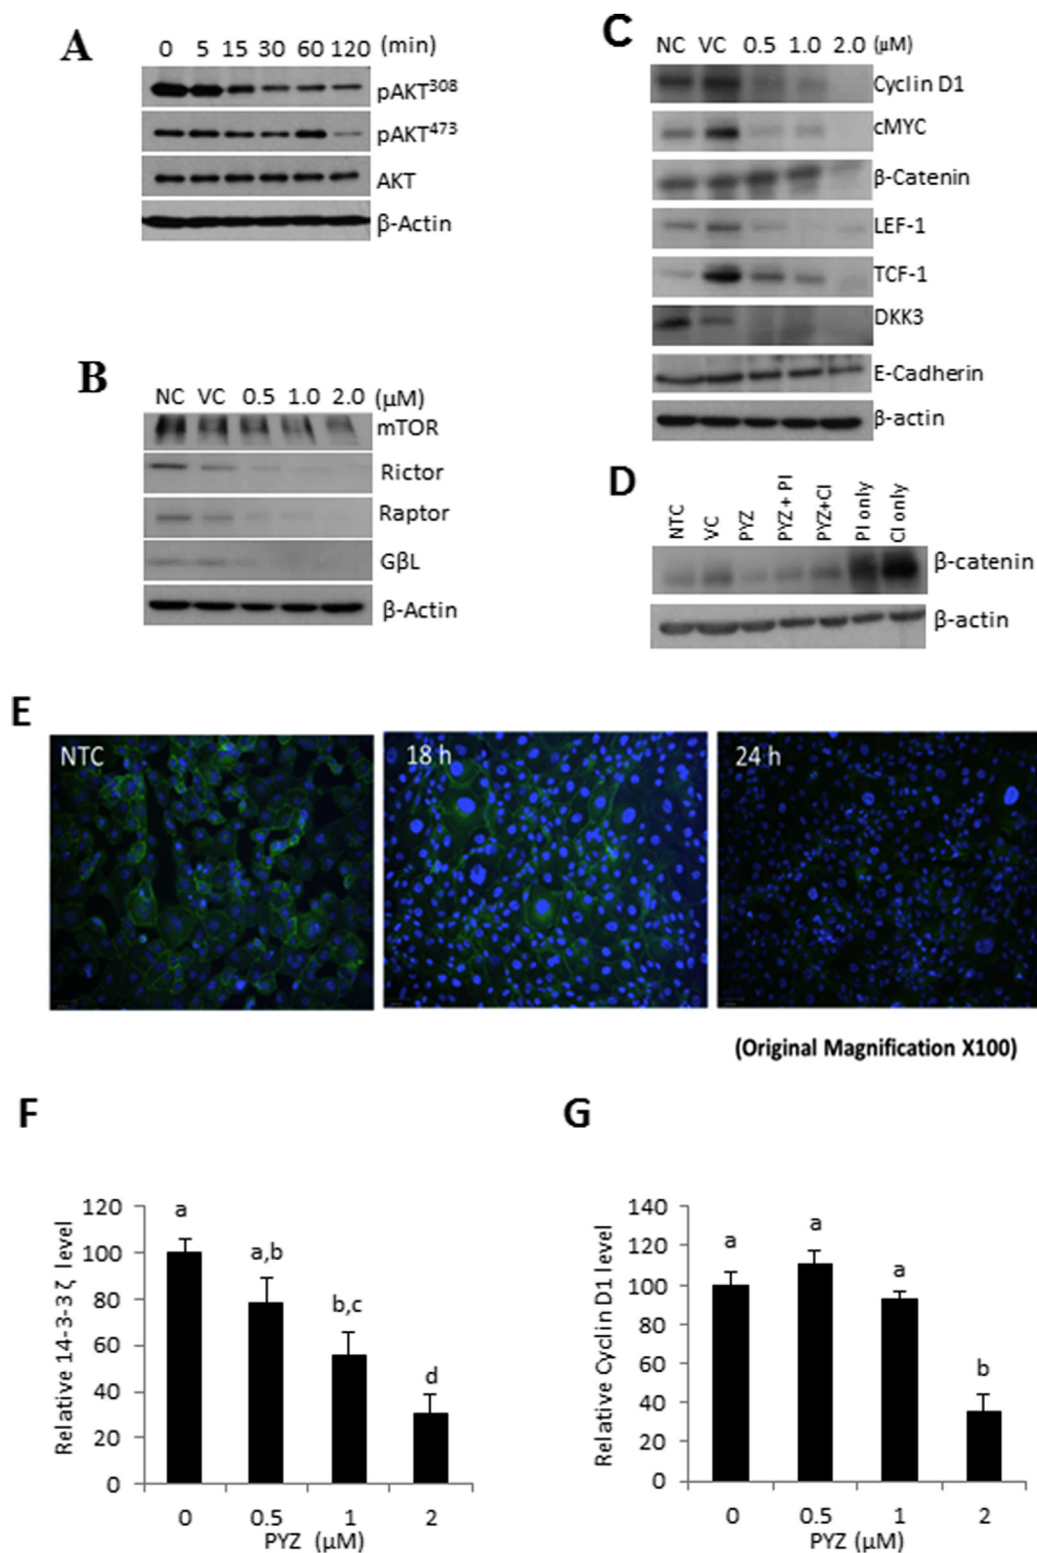 A
0 5 15 30 60 120 (min)
pAKT³⁰⁸
pAKT⁴⁷³
AKT
β-Actin
B
NC VC 0.5 1.0 2.0 (μM)
mTOR
Rictor
Raptor
GβL
β-Actin
C
NC VC 0.5 1.0 2.0 (μM)
Cyclin D1
cMYC
β-Catenin
LEF-1
TCF-1
DKK3
E-Cadherin
β-actin
D
NTC
VC
PYZ
PYZ + PI
PYZ+CI
PI only
CI only
β-catenin
β-actin
E
NTC
18 h
24 h
(Original Magnification X100)
F
Relative 14-3-3 ζ level
120
100
80
60
40
20
0
a
a,b
b,c
d
0 0.5 1 2
PYZ (μM)
G
Relative Cyclin D1 level
140
120
100
80
60
40
20
0
a
a
a
b
0 0.5 1 2
PYZ (μM)